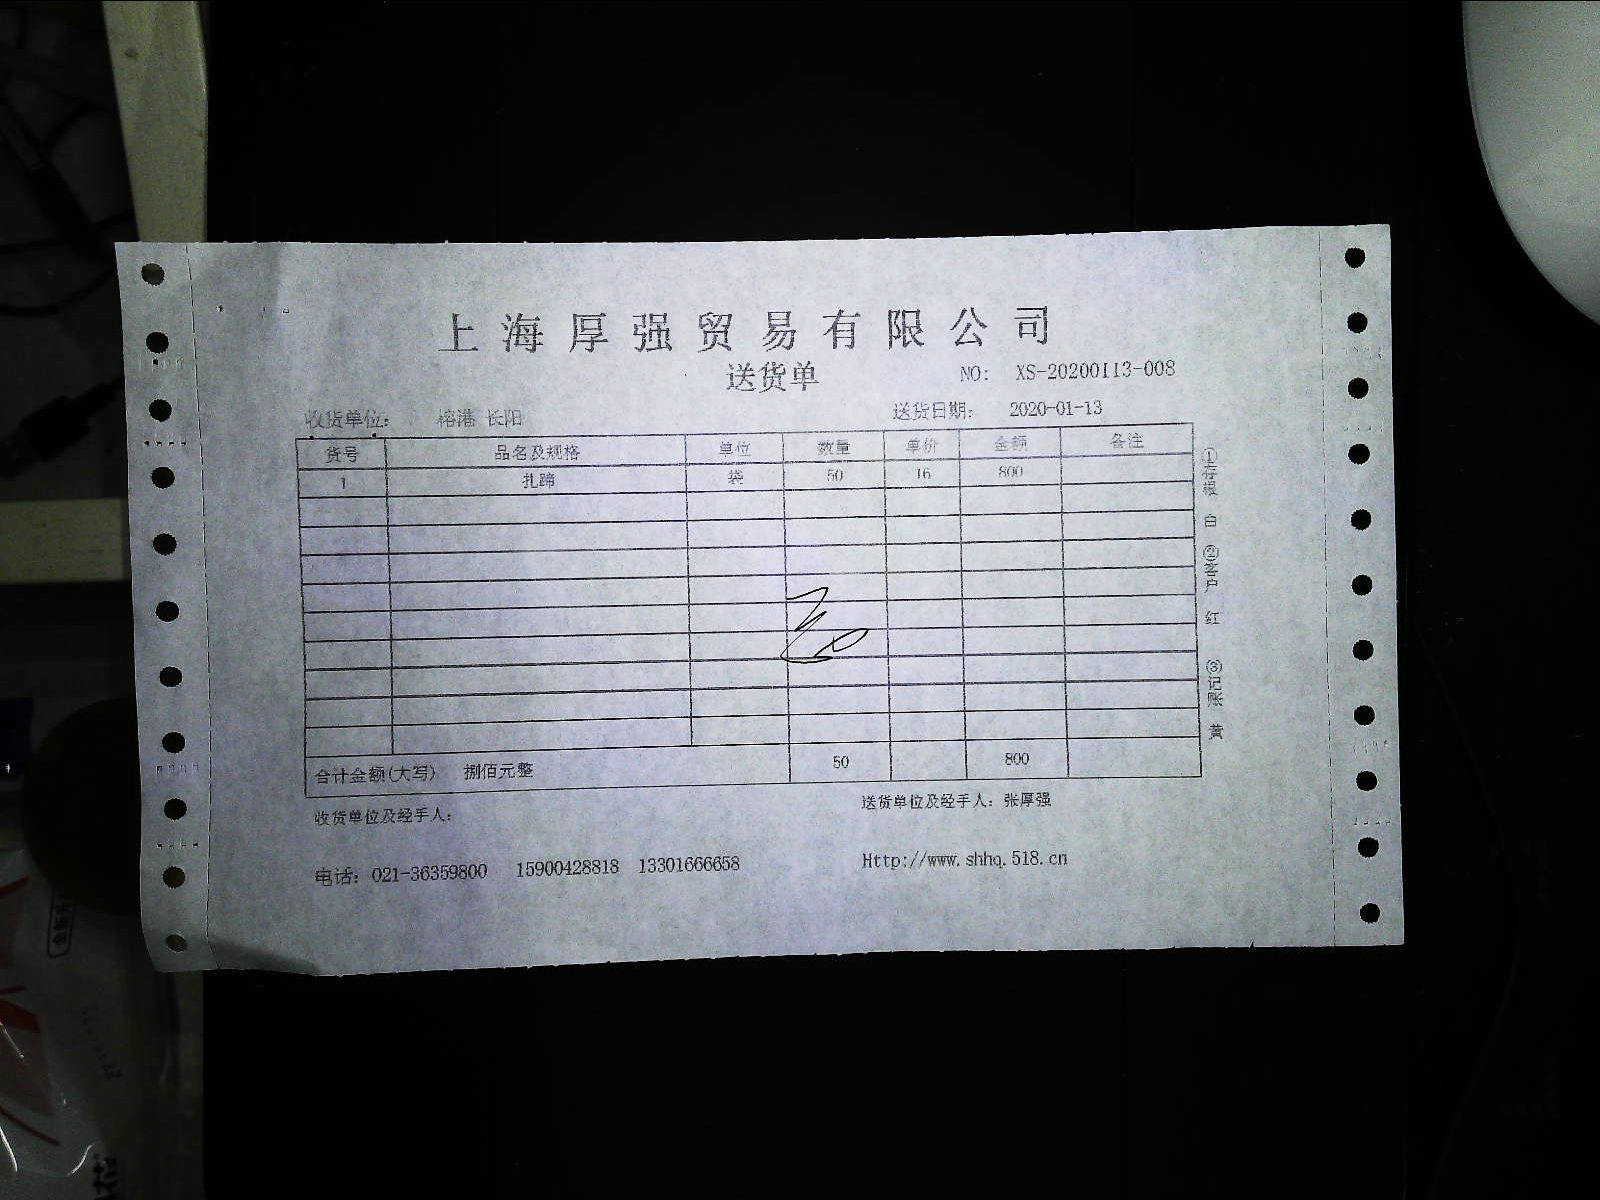 上海厚强贸易有限公司
送货单
NO: XS-20200113-008
收货单位: 榕港 长阳
送货日期: 2020-01-13
货号 品名及规格 单位 数量 单价 金额 备注
1 扎蹄 袋 50 16 800
合计金额(大写) 捌佰元整 50 800
收货单位及经手人:
送货单位及经手人: 张厚强
电话: 021-36359800 15900428818 13301666658
Http://www.shhq.518.cn
①存根 白 ②客户 红 ③记账 黄